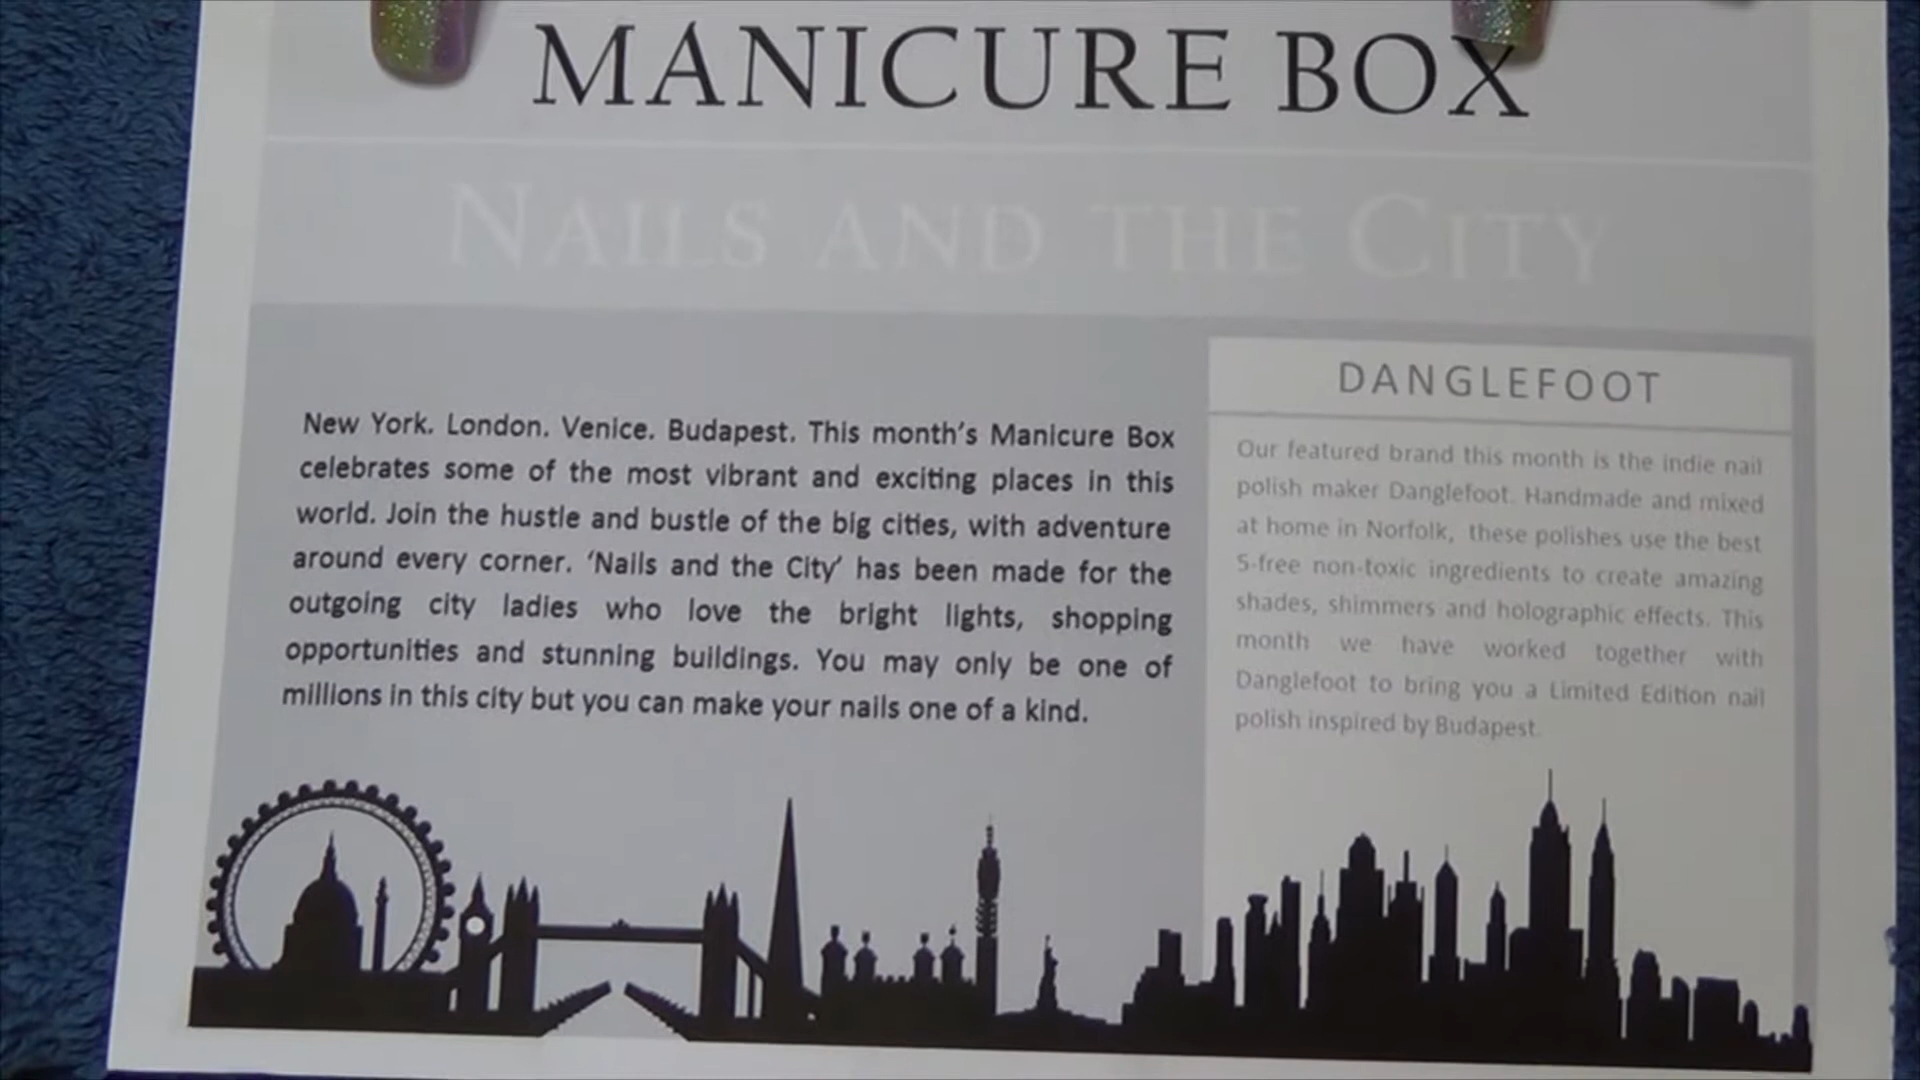 MANICURE BOX
NAILS AND THE CITY
New York. London. Venice. Budapest. This month's Manicure Box
celebrates some of the most vibrant and exciting places in this
world. Join the hustle and bustle of the big cities, with adventure
around every corner. 'Nails and the City' has been made for the
outgoing city ladies who love the bright lights, shopping
opportunities and stunning buildings. You may only be one of
millions in this city but you can make your nails one of a kind.
DANGLEFOOT
Our featured brand this month is the indie nail
polish maker Danglefoot. Handmade and mixed
at home in Norfolk, these polishes use the best
5-free non-toxic ingredients to create amazing
shades, shimmers and holographic effects. This
month we have worked together with
Danglefoot to bring you a Limited Edition nail
polish inspired by Budapest.